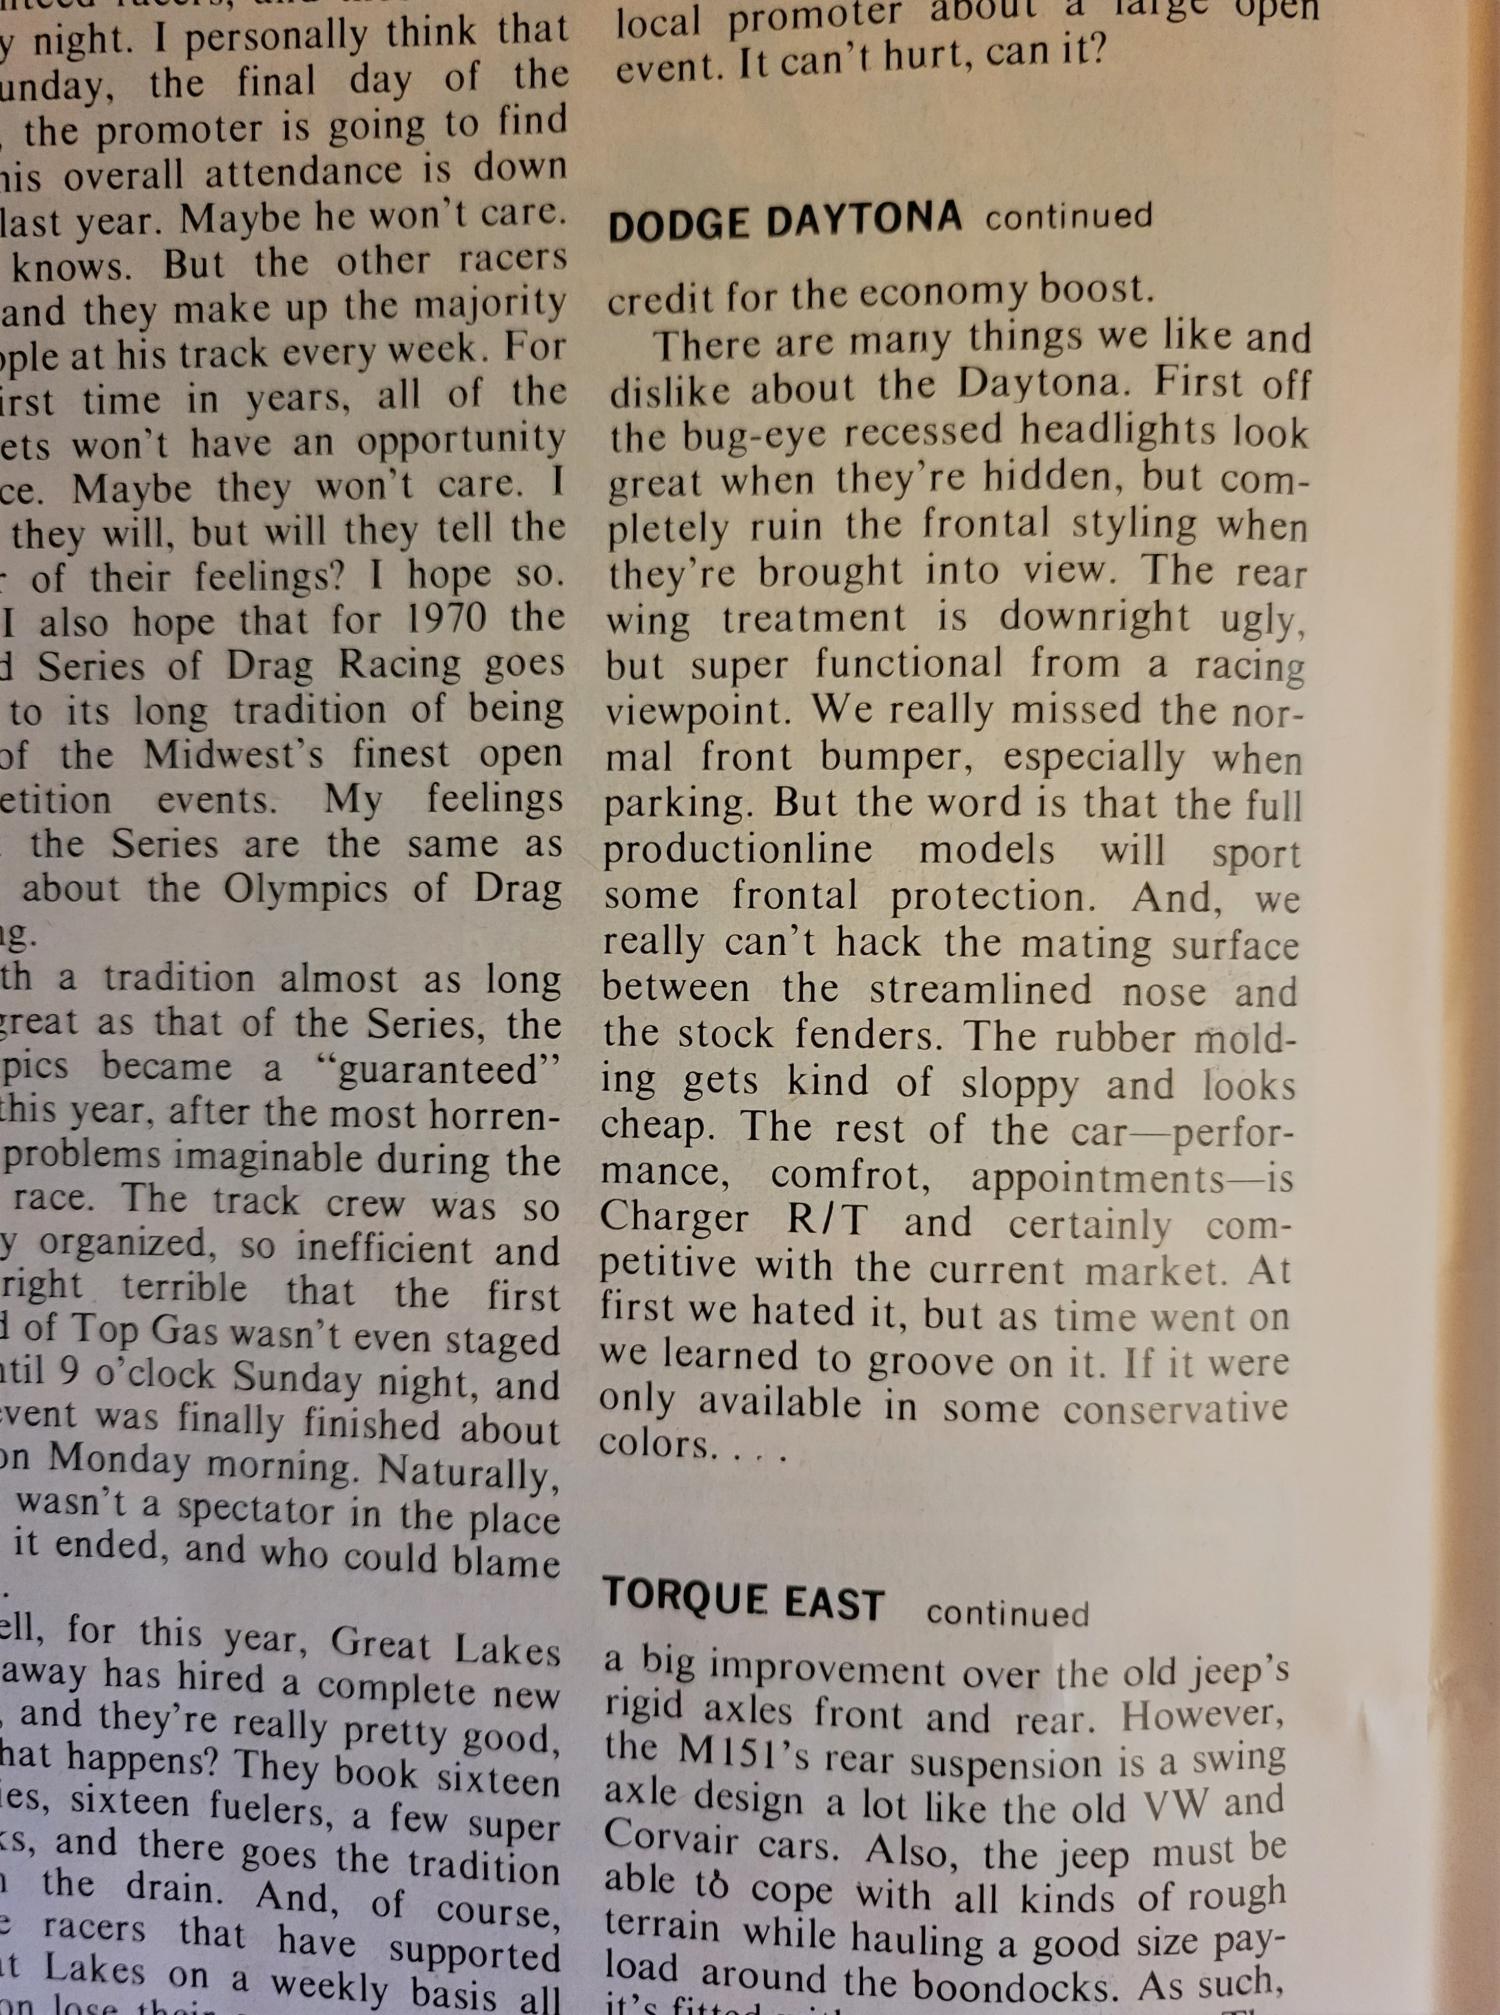 y night. I personally think that
unday, the final day of the
, the promoter is going to find
his overall attendance is down
last year. Maybe he won't care.
knows. But the other racers
and they make up the majority
ople at his track every week. For
irst time in years, all of the
ets won't have an opportunity
ce. Maybe they won't care. I
they will, but will they tell the
r of their feelings? I hope so.
I also hope that for 1970 the
d Series of Drag Racing goes
to its long tradition of being
of the Midwest's finest open
etition events. My feelings
the Series are the same as
about the Olympics of Drag
ng.
th a tradition almost as long
great as that of the Series, the
pics became a “guaranteed”
this year, after the most horren-
problems imaginable during the
race. The track crew was so
y organized, so inefficient and
right terrible that the first
d of Top Gas wasn't even staged
ntil 9 o'clock Sunday night, and
event was finally finished about
on Monday morning. Naturally,
wasn't a spectator in the place
it ended, and who could blame
.
ell, for this year, Great Lakes
away has hired a complete new
, and they're really pretty good,
hat happens? They book sixteen
ies, sixteen fuelers, a few super
ks, and there goes the tradition
n the drain. And, of course,
e racers that have supported
at Lakes on a weekly basis all
local promoter about a large open
event. It can't hurt, can it?
DODGE DAYTONA continued
credit for the economy boost.
There are many things we like and
dislike about the Daytona. First off
the bug-eye recessed headlights look
great when they're hidden, but com-
pletely ruin the frontal styling when
they're brought into view. The rear
wing treatment is downright ugly,
but super functional from a racing
viewpoint. We really missed the nor-
mal front bumper, especially when
parking. But the word is that the full
productionline models will sport
some frontal protection. And, we
really can't hack the mating surface
between the streamlined nose and
the stock fenders. The rubber mold-
ing gets kind of sloppy and looks
cheap. The rest of the car—perfor-
mance, comfrot, appointments—is
Charger R/T and certainly com-
petitive with the current market. At
first we hated it, but as time went on
we learned to groove on it. If it were
only available in some conservative
colors. . . .
TORQUE EAST continued
a big improvement over the old jeep's
rigid axles front and rear. However,
the M151's rear suspension is a swing
axle design a lot like the old VW and
Corvair cars. Also, the jeep must be
able to cope with all kinds of rough
terrain while hauling a good size pay-
load around the boondocks. As such,